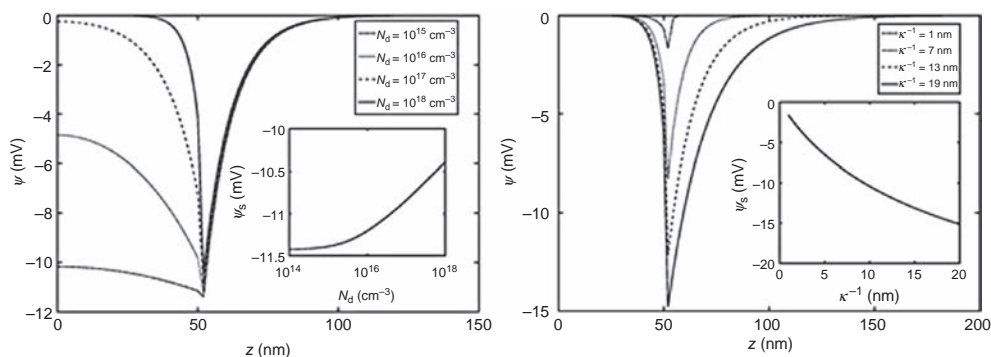 0
−2
−4
−6
−8
−10
−12
ψ (mV)
0
50
100
150
z (nm)
N_d = 10^15 cm^−3
N_d = 10^16 cm^−3
N_d = 10^17 cm^−3
N_d = 10^18 cm^−3
−10
−10.5
−11
−11.5
ψ_s (mV)
10^14
10^16
10^18
N_d (cm^−3)
0
−5
−10
−15
ψ (mV)
0
50
100
150
200
z (nm)
κ^−1 = 1 nm
κ^−1 = 7 nm
κ^−1 = 13 nm
κ^−1 = 19 nm
0
−5
−10
−15
−20
ψ_s (mV)
0
5
10
15
20
κ^−1 (nm)